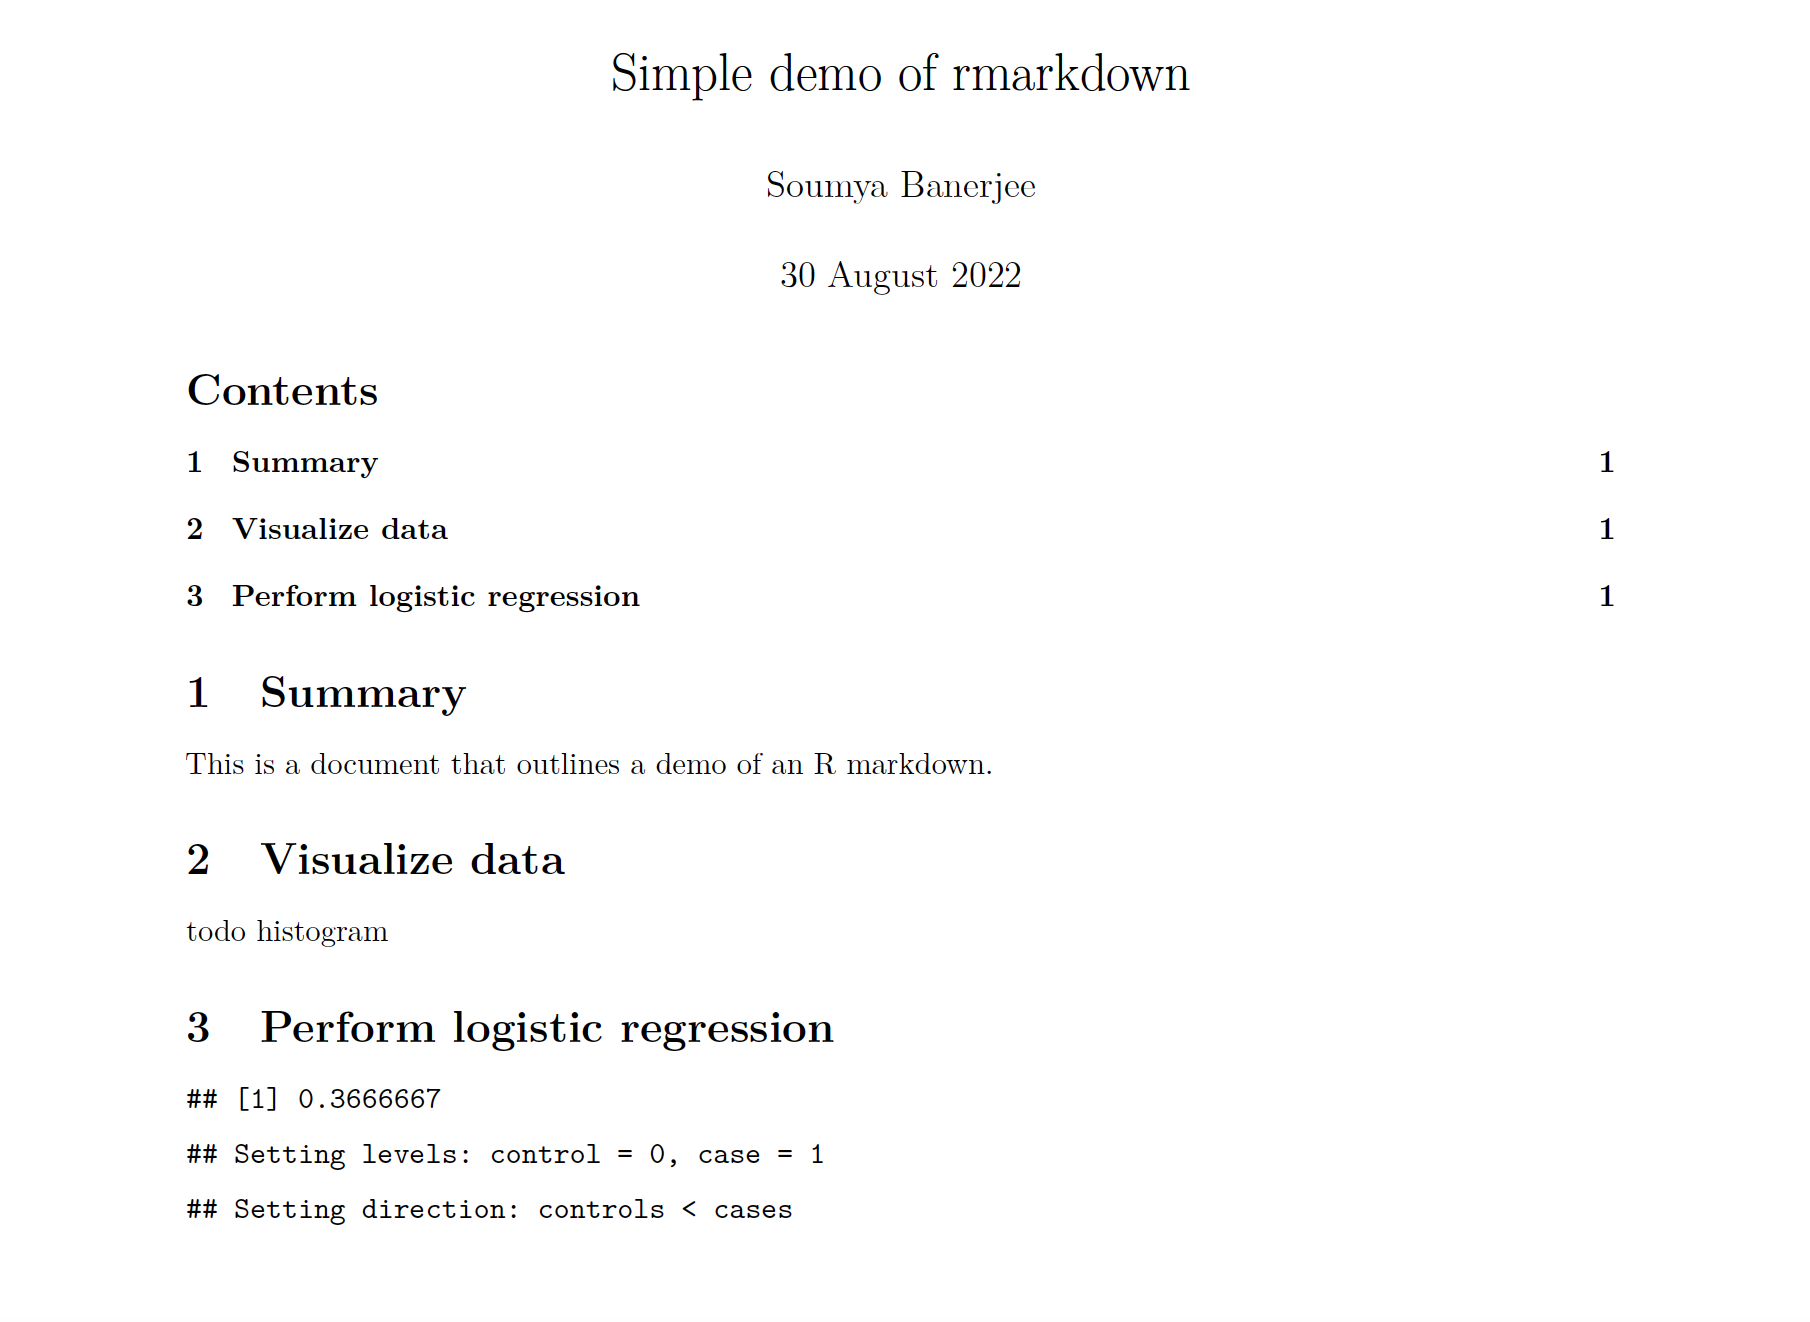 Simple demo of rmarkdown
Soumya Banerjee
30 August 2022
Contents
1 Summary 1
2 Visualize data 1
3 Perform logistic regression 1
1 Summary
This is a document that outlines a demo of an R markdown.
2 Visualize data
todo histogram
3 Perform logistic regression
## [1] 0.3666667
## Setting levels: control = 0, case = 1
## Setting direction: controls < cases